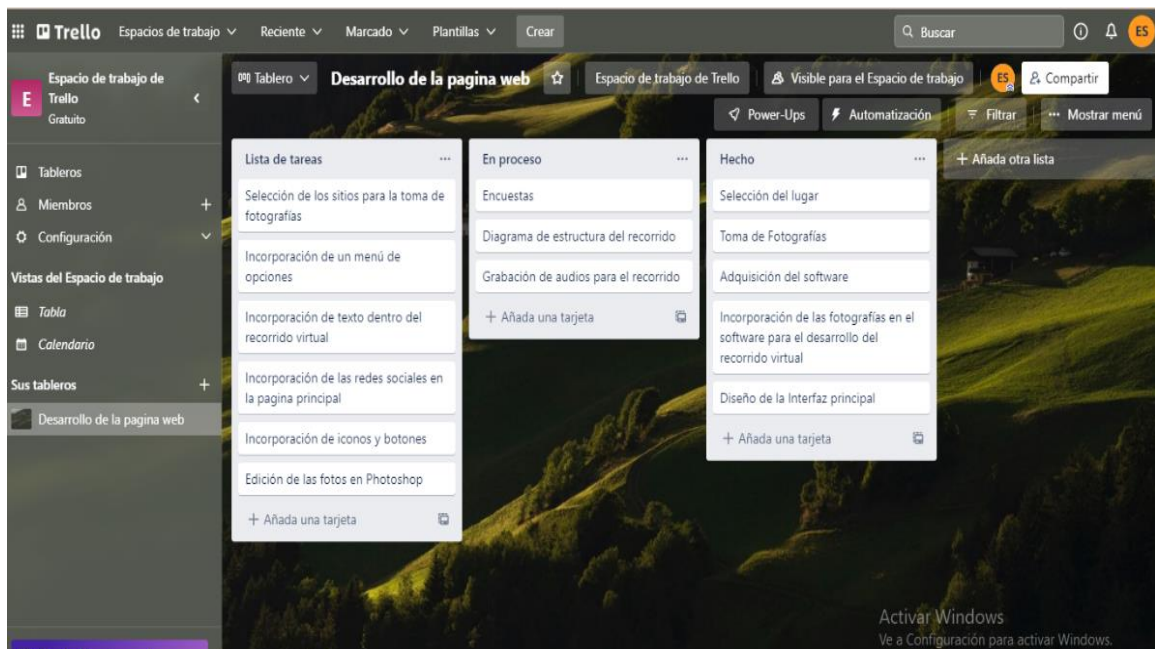 Trello Espacios de trabajo Reciente Marcado Plantillas Crear Buscar ES
E Espacio de trabajo de
Trello
Gratuito
Tableros
Miembros
Configuración
Vistas del Espacio de trabajo
Tabla
Calendario
Sus tableros
Desarrollo de la pagina web
Tablero Desarrollo de la pagina web Espacio de trabajo de Trello Visible para el Espacio de trabajo ES Compartir
Power-Ups Automatización Filtrar Mostrar menú
Lista de tareas
Selección de los sitios para la toma de
fotografías
Incorporación de un menú de
opciones
Incorporación de texto dentro del
recorrido virtual
Incorporación de las redes sociales en
la pagina principal
Incorporación de iconos y botones
Edición de las fotos en Photoshop
+ Añada una tarjeta
En proceso
Encuestas
Diagrama de estructura del recorrido
Grabación de audios para el recorrido
+ Añada una tarjeta
Hecho
Selección del lugar
Toma de Fotografías
Adquisición del software
Incorporación de las fotografías en el
software para el desarrollo del
recorrido virtual
Diseño de la Interfaz principal
+ Añada una tarjeta
+ Añada otra lista
Activar Windows
Ve a Configuración para activar Windows.